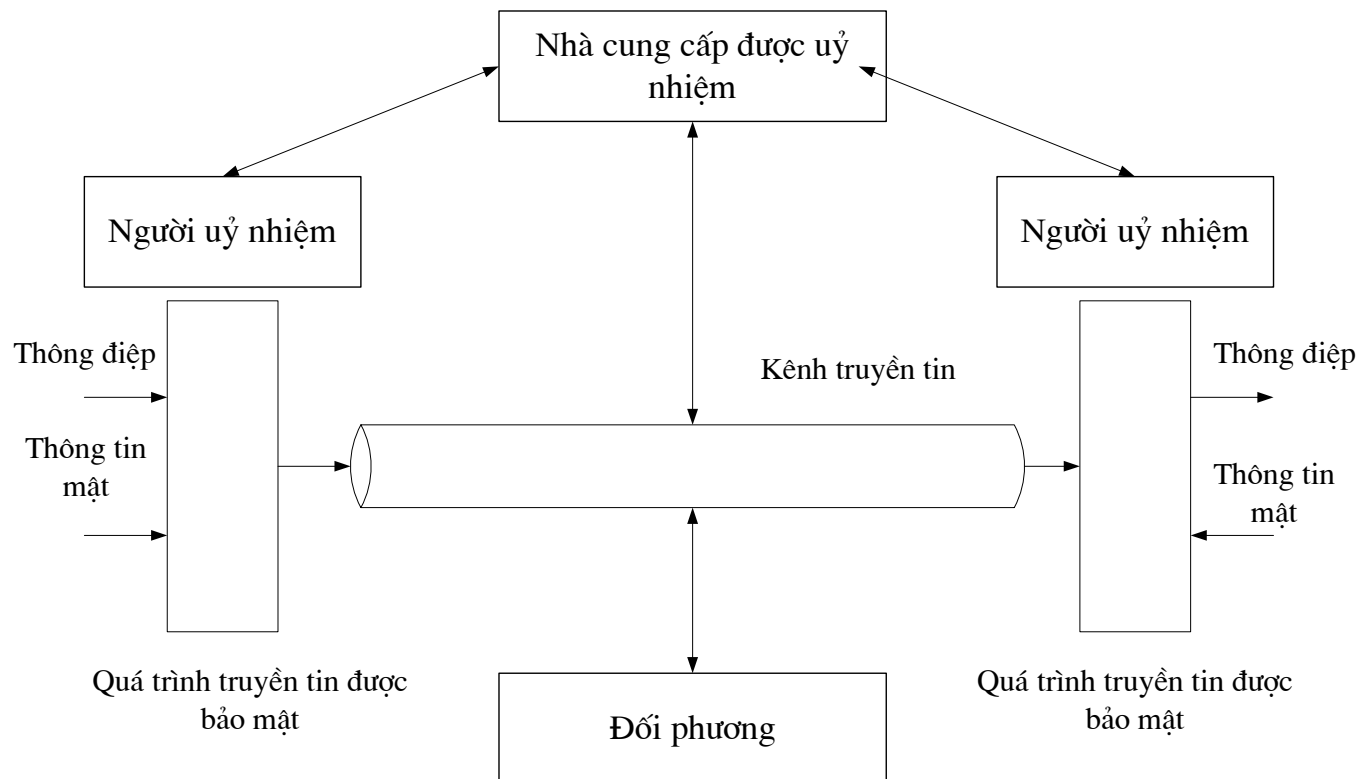 Nhà cung cấp được uỷ
nhiệm
Người uỷ nhiệm
Người uỷ nhiệm
Thông điệp
Kênh truyền tin
Thông điệp
Thông tin
mật
Thông tin
mật
Quá trình truyền tin được
bảo mật
Quá trình truyền tin được
bảo mật
Đối phương